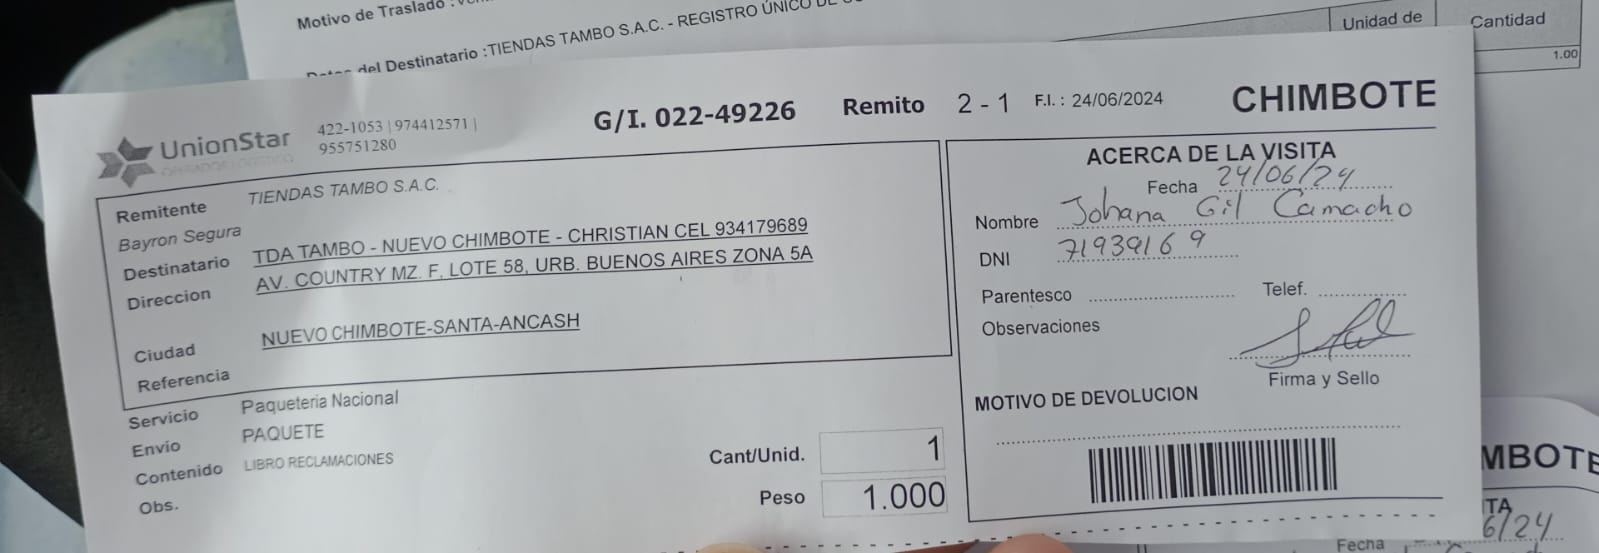 Motivo de Traslado :
del Destinatario :TIENDAS TAMBO S.A.C. - REGISTRO ÚNICO DE
Unidad de
Cantidad
1.00
UnionStar
422-1053 | 974412571 |
955751280
G/I. 022-49226
Remito 2 - 1
F.I. : 24/06/2024
CHIMBOTE
Remitente TIENDAS TAMBO S.A.C.
Bayron Segura
Destinatario TDA TAMBO - NUEVO CHIMBOTE - CHRISTIAN CEL 934179689
Direccion AV. COUNTRY MZ. F, LOTE 58, URB. BUENOS AIRES ZONA 5A
Ciudad NUEVO CHIMBOTE-SANTA-ANCASH
Referencia
Servicio Paqueteria Nacional
Envio PAQUETE
Contenido LIBRO RECLAMACIONES
Obs.
Cant/Unid. 1
Peso 1.000
ACERCA DE LA VISITA
Fecha 24/06/24
Nombre Johana Gil Camacho
DNI 71939169
Parentesco Telef.
Observaciones
Firma y Sello
MOTIVO DE DEVOLUCION
MBOTE
ITA
Fecha 6/24